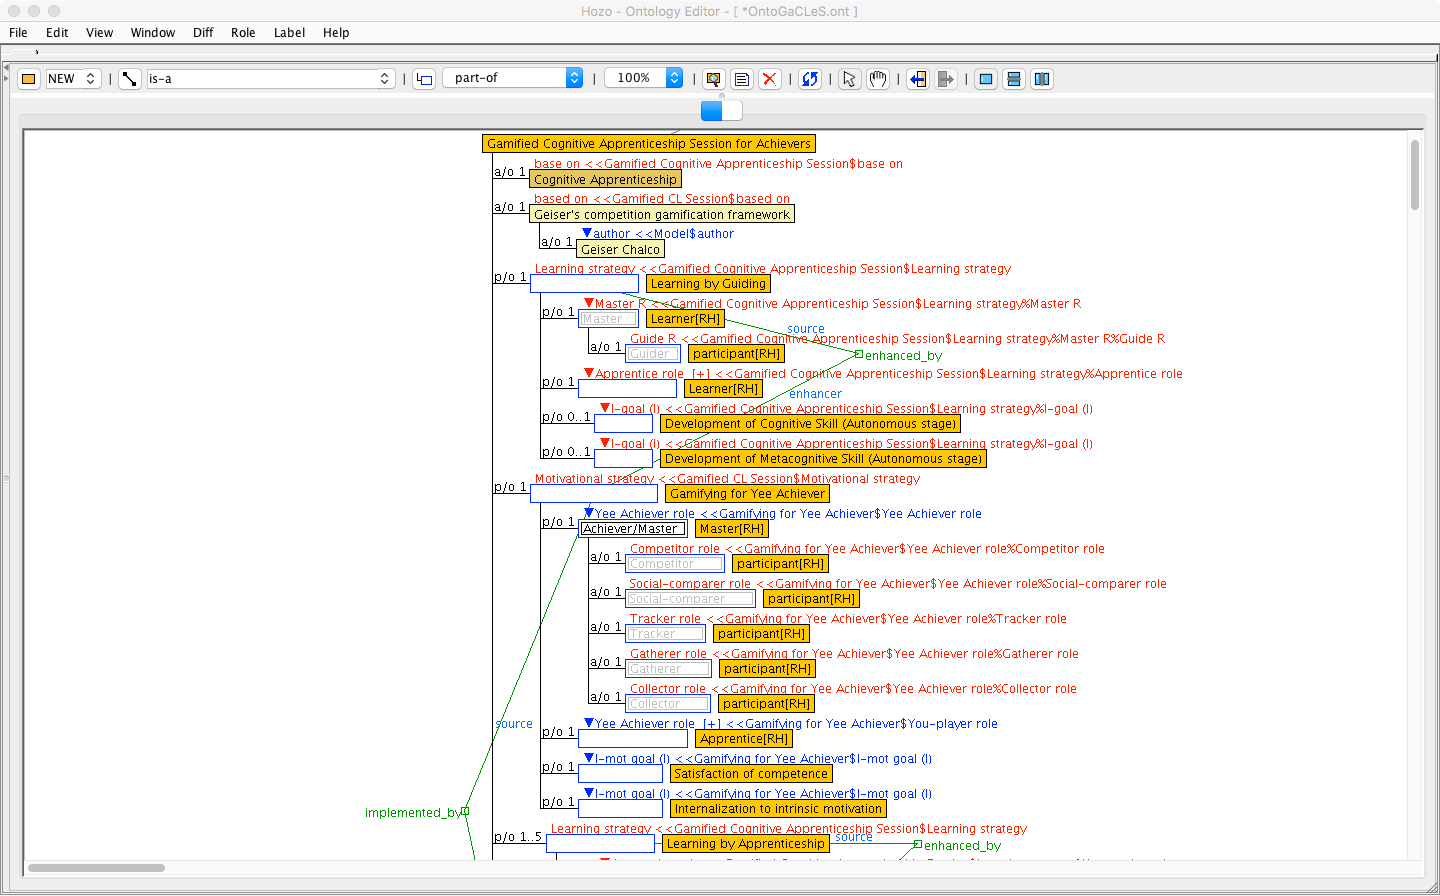 Hozo - Ontology Editor - [ *OntoGaCLeS.ont ]
File Edit View Window Diff Role Label Help
NEW is-a part-of 100%
Gamified Cognitive Apprenticeship Session for Achievers
base on <<Gamified Cognitive Apprenticeship Session$base on
a/o 1 Cognitive Apprenticeship
based on <<Gamified CL Session$based on
a/o 1 Geiser's competition gamification framework
author <<Model$author
a/o 1 Geiser Chalco
Learning strategy <<Gamified Cognitive Apprenticeship Session$Learning strategy
p/o 1 Learning by Guiding
Master R <<Gamified Cognitive Apprenticeship Session$Learning strategy%Master R
p/o 1 Master Learner[RH]
source
Guide R <<Gamified Cognitive Apprenticeship Session$Learning strategy%Master R%Guide R
a/o 1 Guider participant[RH] enhanced_by
Apprentice role [+] <<Gamified Cognitive Apprenticeship Session$Learning strategy%Apprentice role
p/o 1 Learner[RH]
enhancer
I-goal (I) <<Gamified Cognitive Apprenticeship Session$Learning strategy%I-goal (I)
p/o 0..1 Development of Cognitive Skill (Autonomous stage)
I-goal (I) <<Gamified Cognitive Apprenticeship Session$Learning strategy%I-goal (I)
p/o 0..1 Development of Metacognitive Skill (Autonomous stage)
Motivational strategy <<Gamified CL Session$Motivational strategy
p/o 1 Gamifying for Yee Achiever
Yee Achiever role <<Gamifying for Yee Achiever$Yee Achiever role
p/o 1 Achiever/Master Master[RH]
Competitor role <<Gamifying for Yee Achiever$Yee Achiever role%Competitor role
a/o 1 Competitor participant[RH]
Social-comparer role <<Gamifying for Yee Achiever$Yee Achiever role%Social-comparer role
a/o 1 Social-comparer participant[RH]
Tracker role <<Gamifying for Yee Achiever$Yee Achiever role%Tracker role
a/o 1 Tracker participant[RH]
Gatherer role <<Gamifying for Yee Achiever$Yee Achiever role%Gatherer role
a/o 1 Gatherer participant[RH]
Collector role <<Gamifying for Yee Achiever$Yee Achiever role%Collector role
a/o 1 Collector participant[RH]
source Yee Achiever role [+] <<Gamifying for Yee Achiever$You-player role
p/o 1 Apprentice[RH]
I-mot goal (I) <<Gamifying for Yee Achiever$I-mot goal (I)
p/o 1 Satisfaction of competence
I-mot goal (I) <<Gamifying for Yee Achiever$I-mot goal (I)
p/o 1 Internalization to intrinsic motivation
implemented_by
Learning strategy <<Gamified Cognitive Apprenticeship Session$Learning strategy
p/o 1..5 Learning by Apprenticeship source enhanced_by